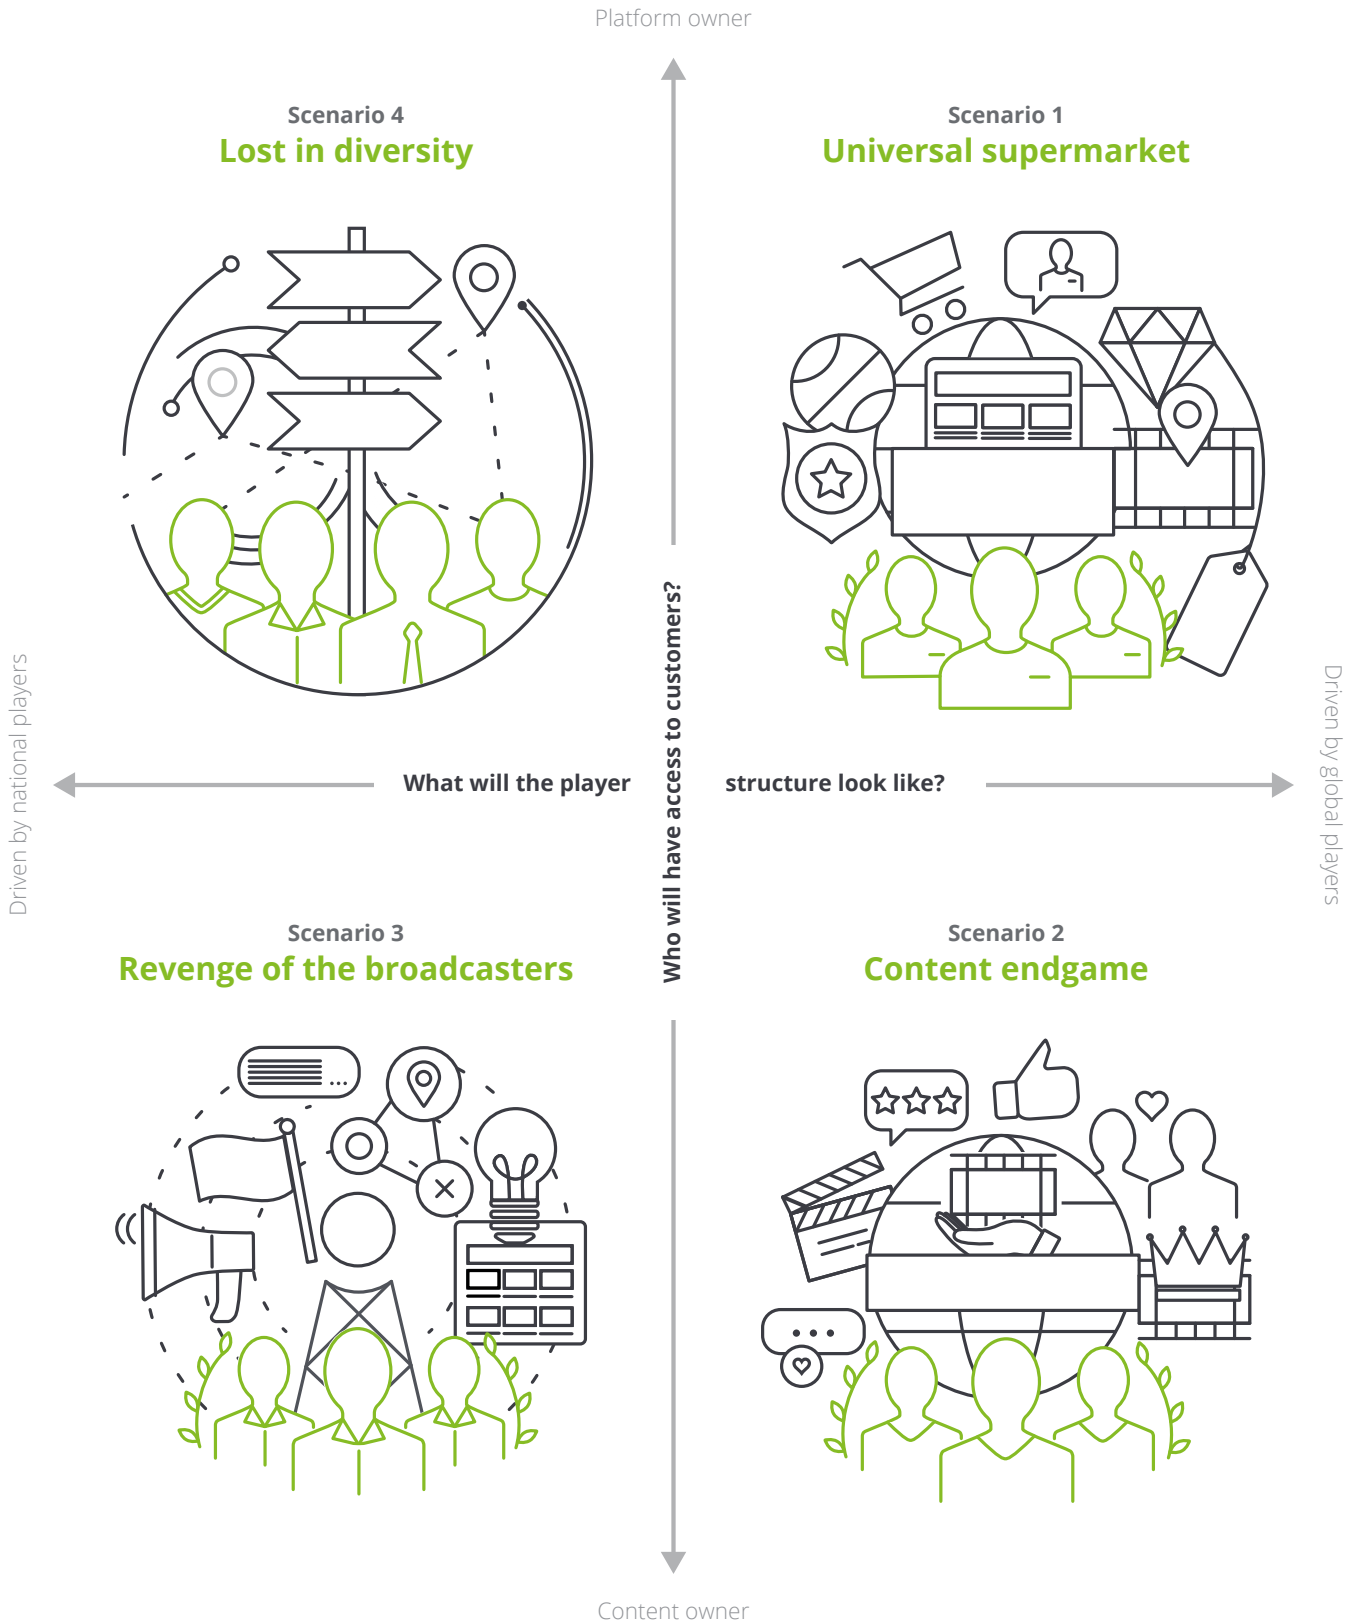 Platform owner
Scenario 4
Lost in diversity
Scenario 1
Universal supermarket
Driven by national players
What will the player
structure look like?
Who will have access to customers?
Driven by global players
Scenario 3
Revenge of the broadcasters
Scenario 2
Content endgame
Content owner